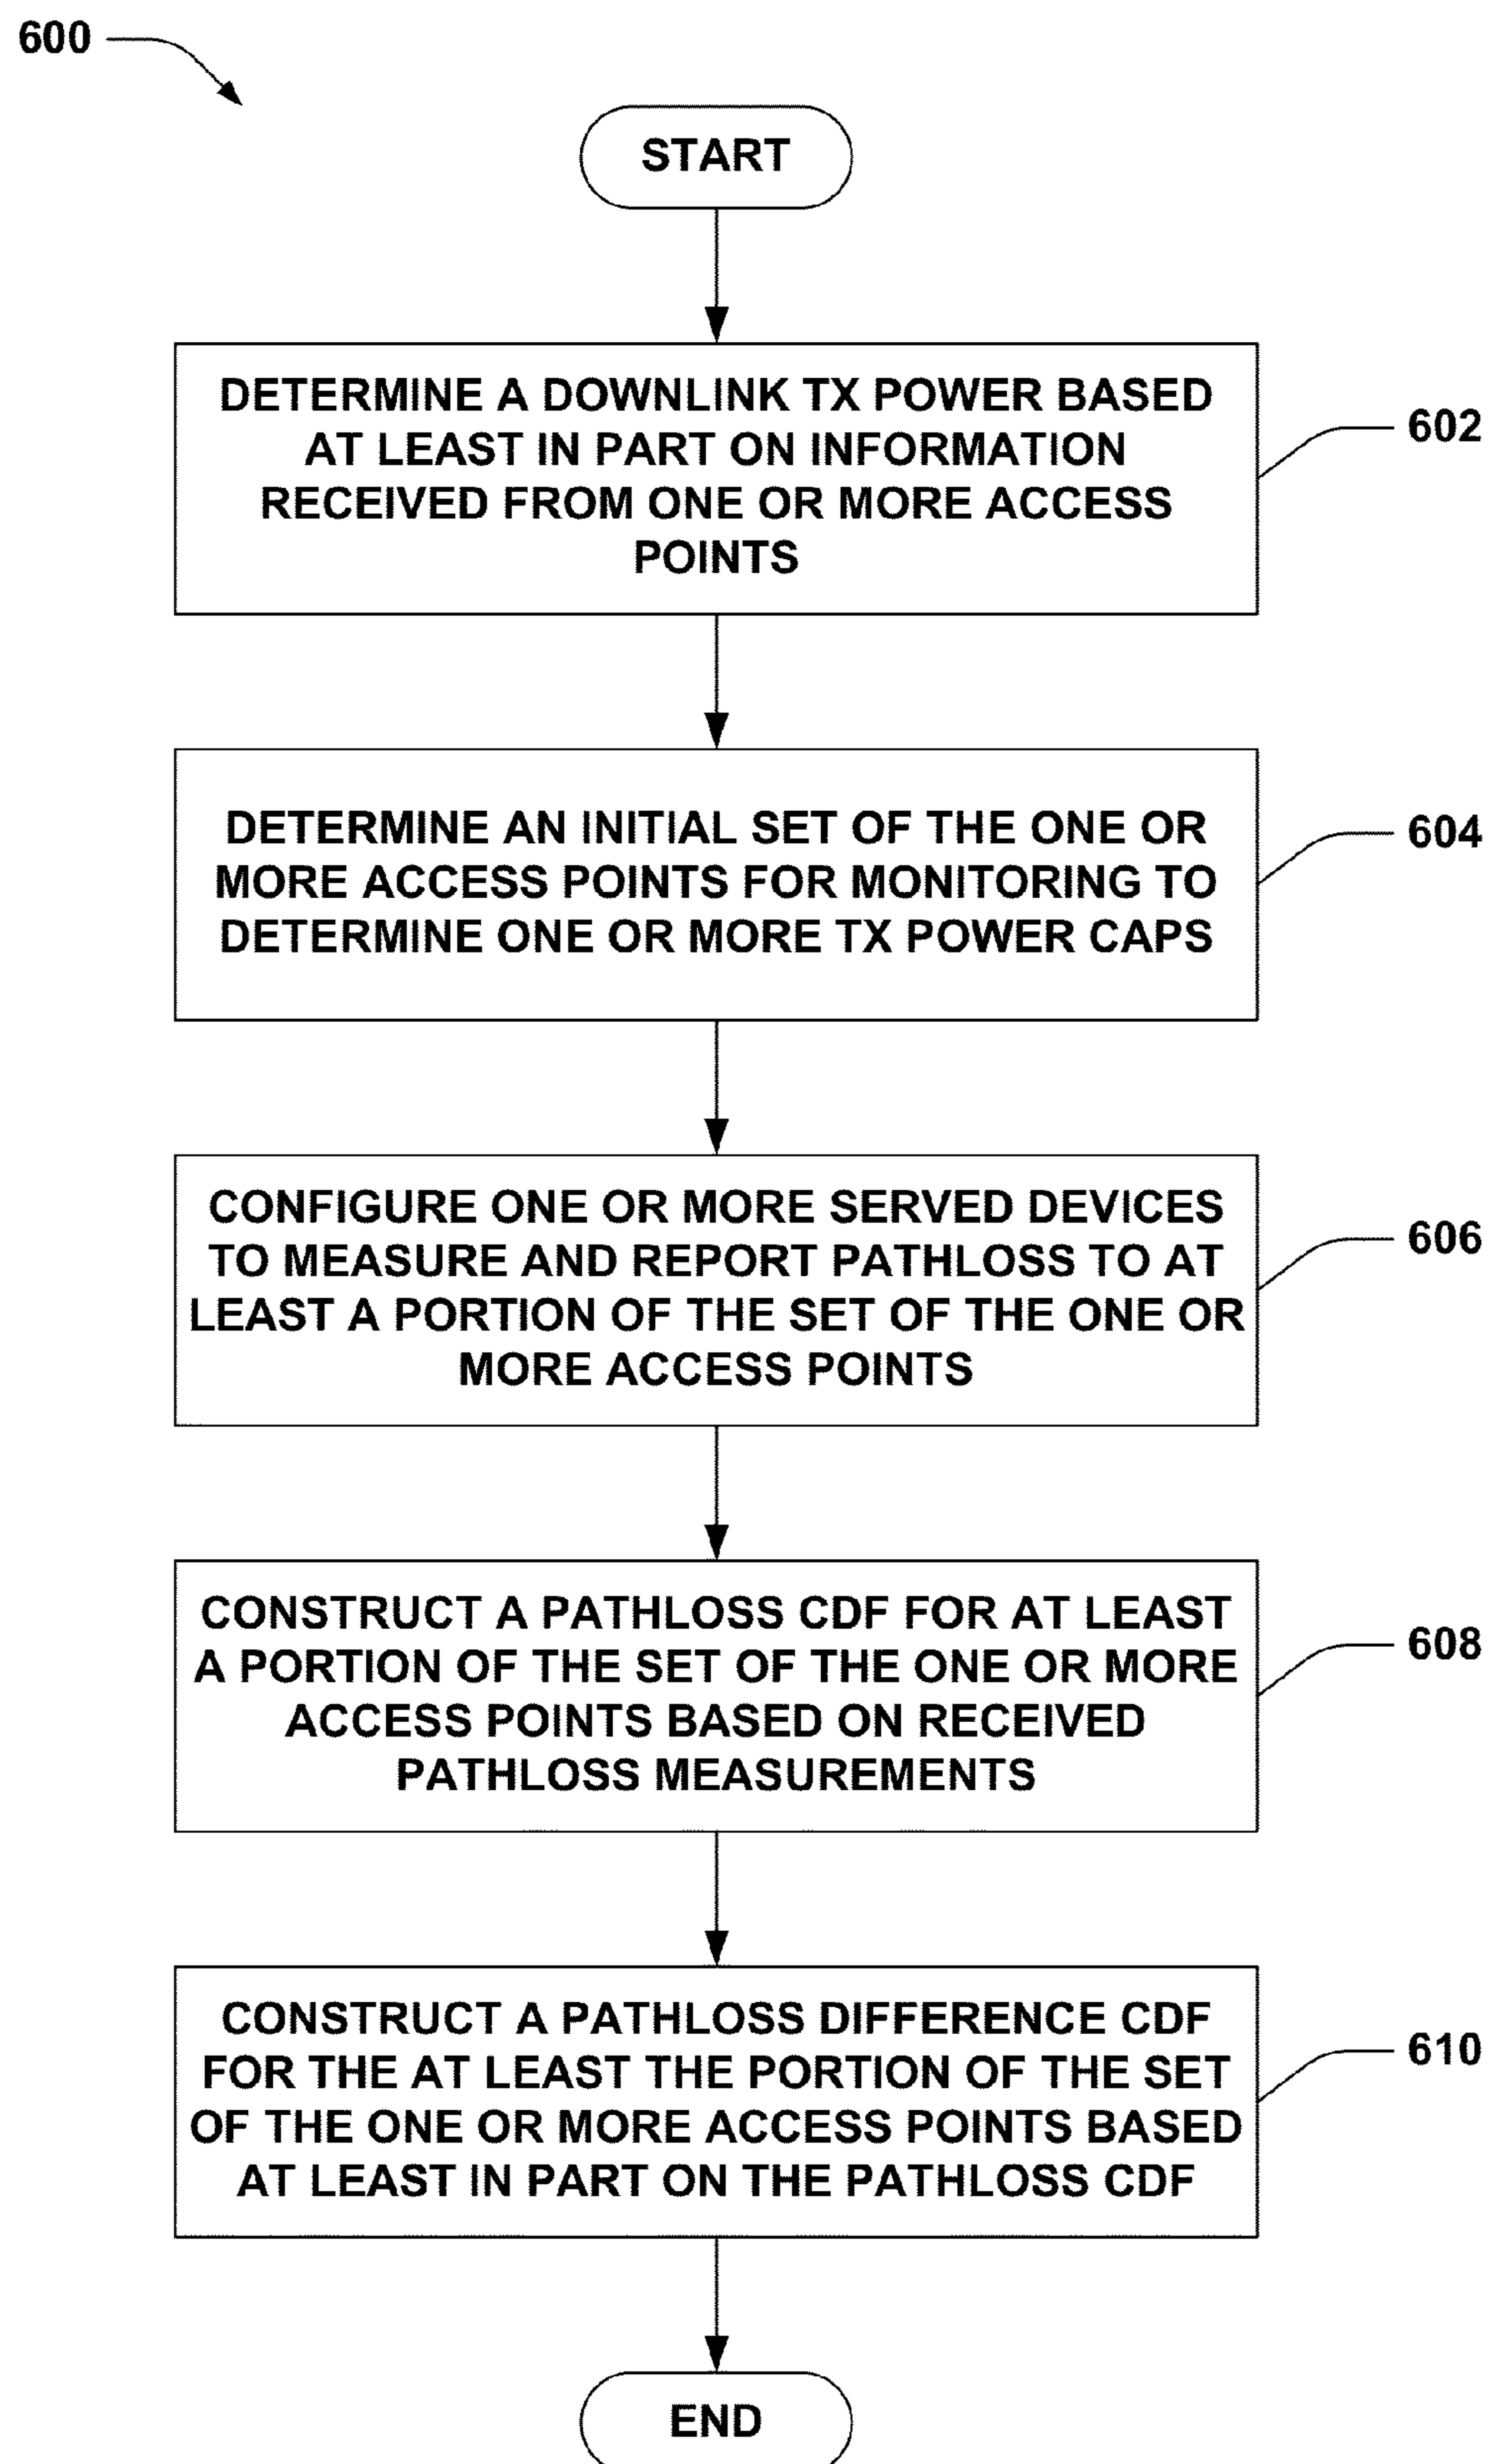 600
START
DETERMINE A DOWNLINK TX POWER BASED
AT LEAST IN PART ON INFORMATION
RECEIVED FROM ONE OR MORE ACCESS
POINTS
602
DETERMINE AN INITIAL SET OF THE ONE OR
MORE ACCESS POINTS FOR MONITORING TO
DETERMINE ONE OR MORE TX POWER CAPS
604
CONFIGURE ONE OR MORE SERVED DEVICES
TO MEASURE AND REPORT PATHLOSS TO AT
LEAST A PORTION OF THE SET OF THE ONE OR
MORE ACCESS POINTS
606
CONSTRUCT A PATHLOSS CDF FOR AT LEAST
A PORTION OF THE SET OF THE ONE OR MORE
ACCESS POINTS BASED ON RECEIVED
PATHLOSS MEASUREMENTS
608
CONSTRUCT A PATHLOSS DIFFERENCE CDF
FOR THE AT LEAST THE PORTION OF THE SET
OF THE ONE OR MORE ACCESS POINTS BASED
AT LEAST IN PART ON THE PATHLOSS CDF
610
END